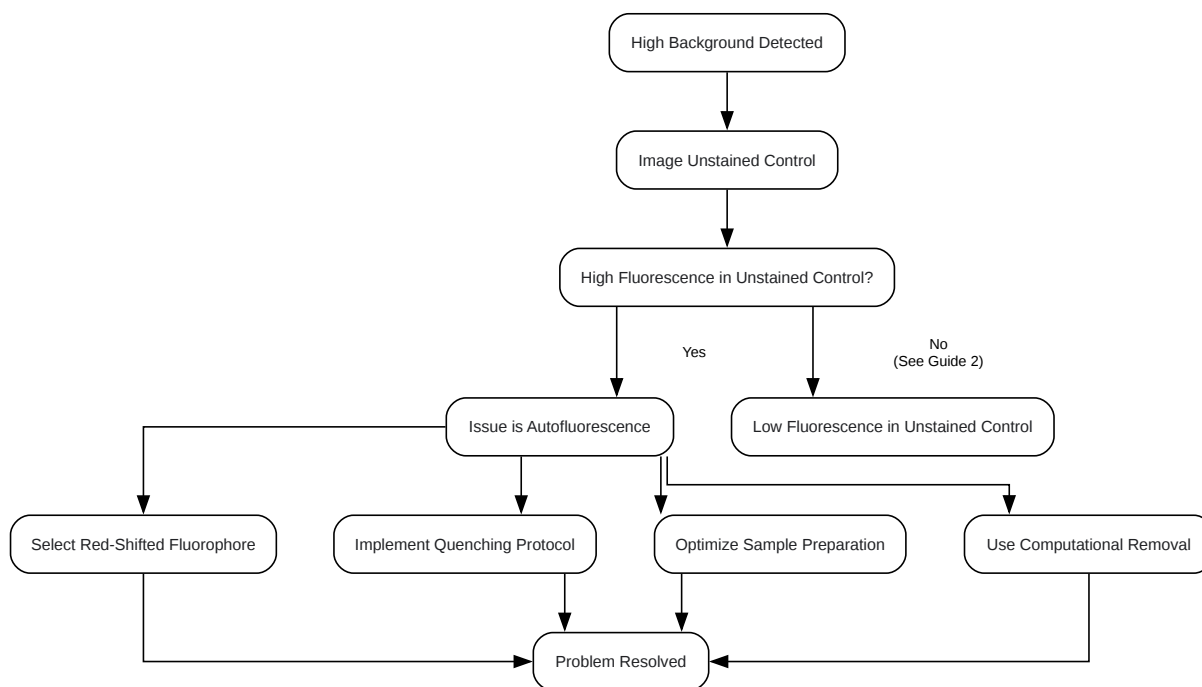 High Background Detected
Image Unstained Control
High Fluorescence in Unstained Control?
Yes
No
(See Guide 2)
Issue is Autofluorescence
Low Fluorescence in Unstained Control
Select Red-Shifted Fluorophore
Implement Quenching Protocol
Optimize Sample Preparation
Use Computational Removal
Problem Resolved